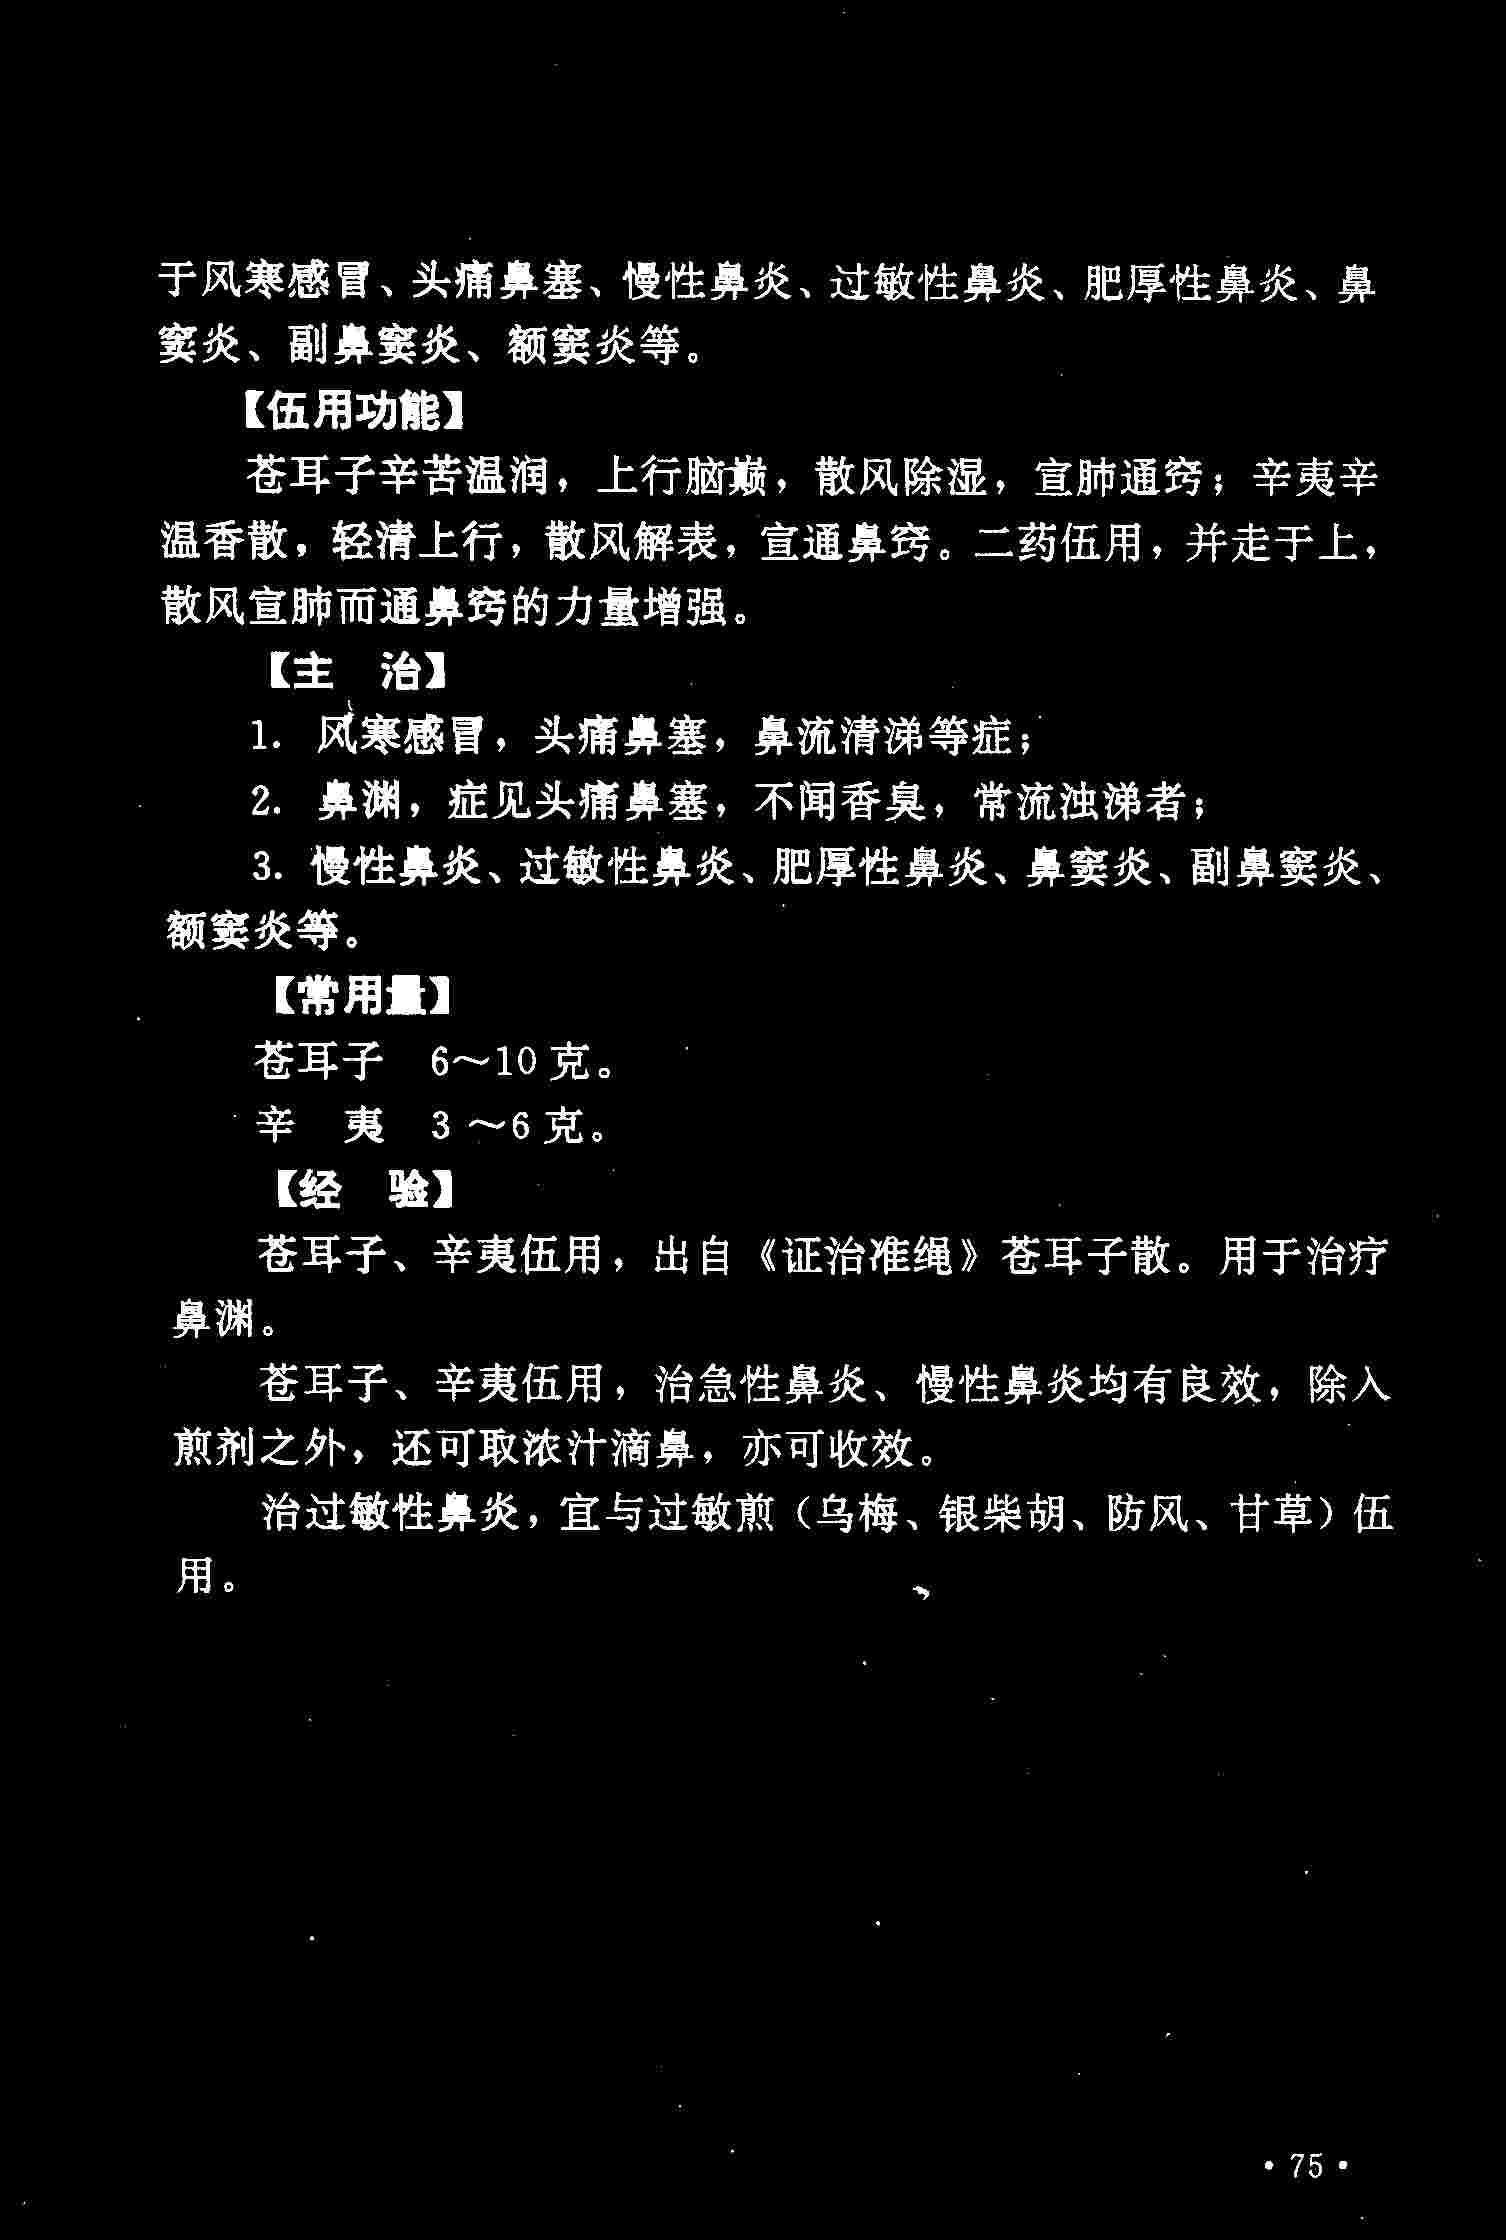 于风寒感冒、头痛鼻塞、慢性鼻炎、过敏性鼻炎、肥厚性鼻炎、鼻
窦炎、副鼻窦炎、额窦炎等。
【伍用功能】
苍耳子辛苦温润，上行脑巅，散风除湿，宣肺通窍；辛夷辛
温香散，轻清上行，散风解表，宣通鼻窍。二药伍用，并走于上，
散风宣肺而通鼻窍的力量增强。
【主　治】
1. 风寒感冒，头痛鼻塞，鼻流清涕等症；
2. 鼻渊，症见头痛鼻塞，不闻香臭，常流浊涕者；
3. 慢性鼻炎、过敏性鼻炎、肥厚性鼻炎、鼻窦炎、副鼻窦炎、
额窦炎等。
【常用量】
苍耳子　6～10克。
辛　夷　3～6克。
【经　验】
苍耳子、辛夷伍用，出自《证治准绳》苍耳子散。用于治疗
鼻渊。
苍耳子、辛夷伍用，治急性鼻炎、慢性鼻炎均有良效，除入
煎剂之外，还可取浓汁滴鼻，亦可收效。
治过敏性鼻炎，宜与过敏煎（乌梅、银柴胡、防风、甘草）伍
用。
·75·